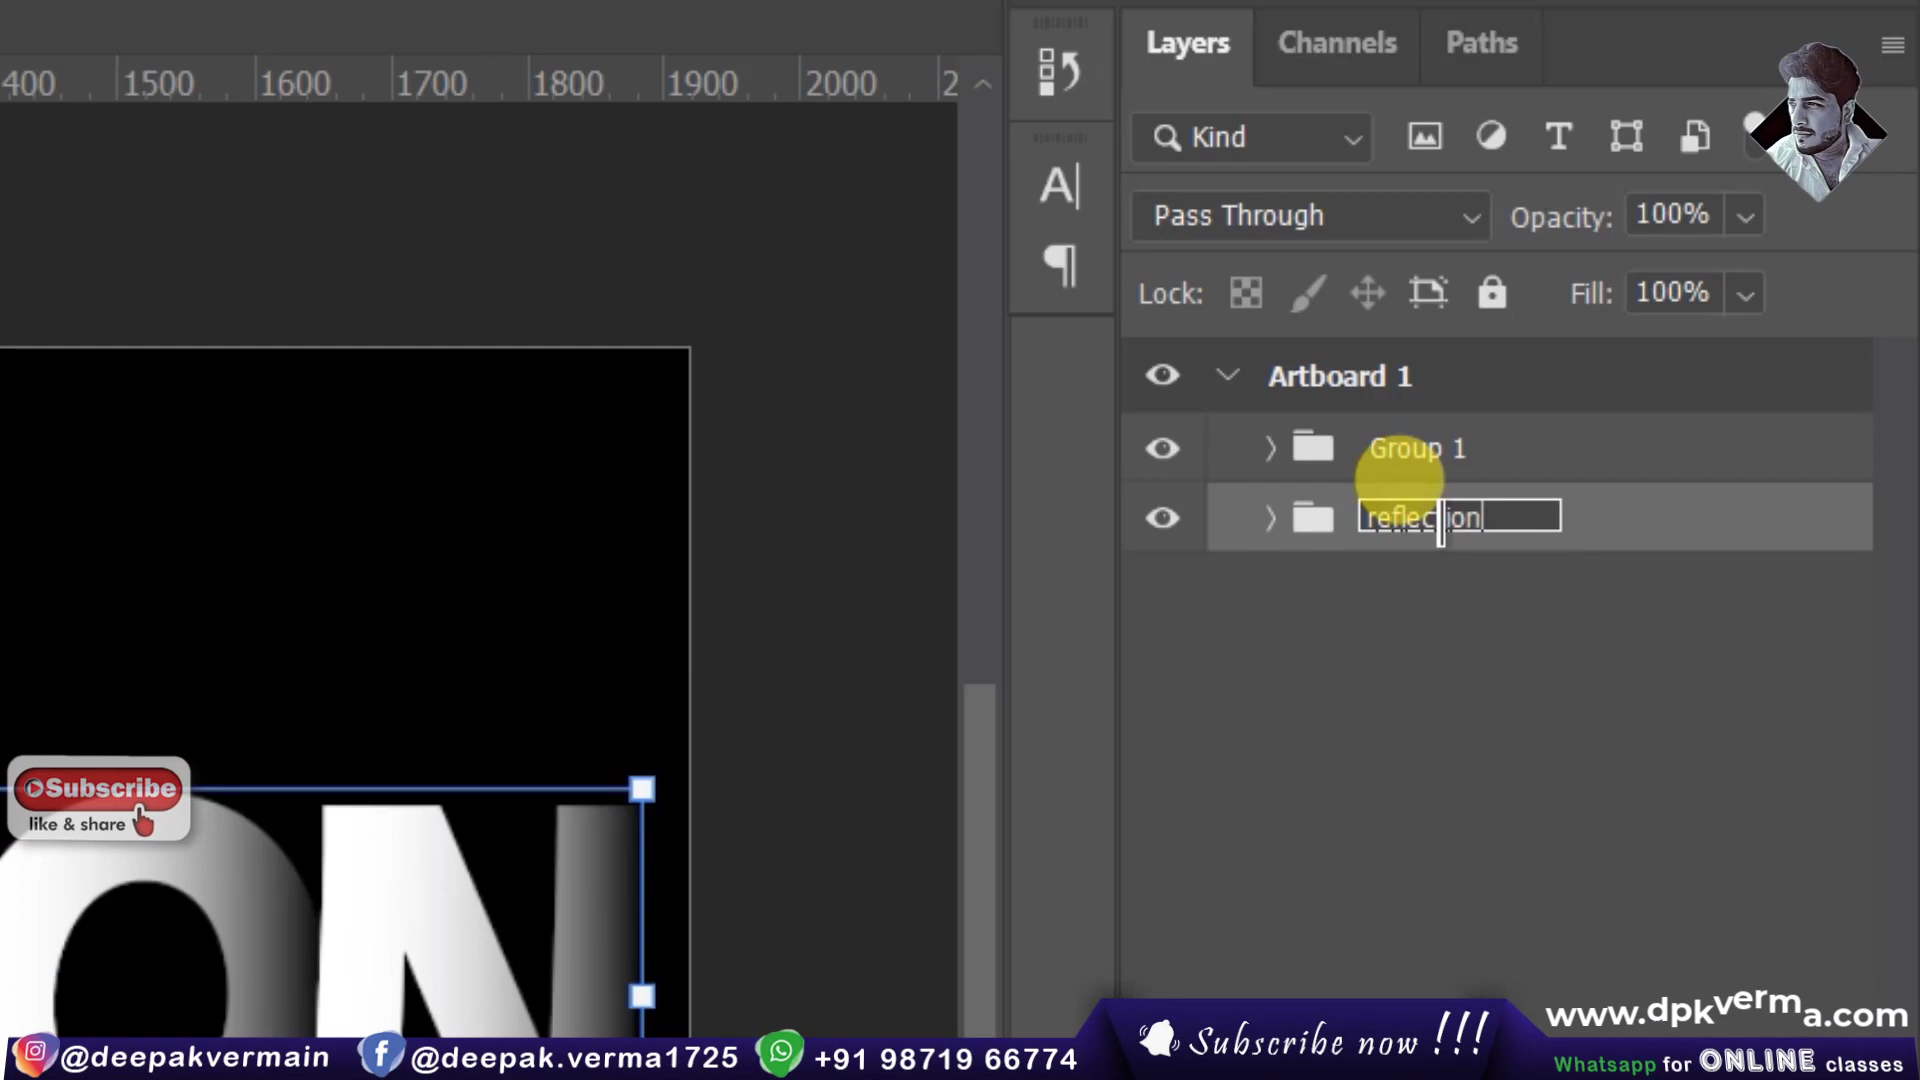 Layers Channels Paths
400 1500 1600 1700 1800 1900 2000 2
Kind
Pass Through Opacity: 100%
Lock: Fill: 100%
Artboard 1
Group 1
reflection
Subscribe
like & share
ON
www.dpkverma.com
Subscribe now !!!
@deepakvermain @deepak.verma1725 +91 98719 66774
Whatsapp for ONLINE classes